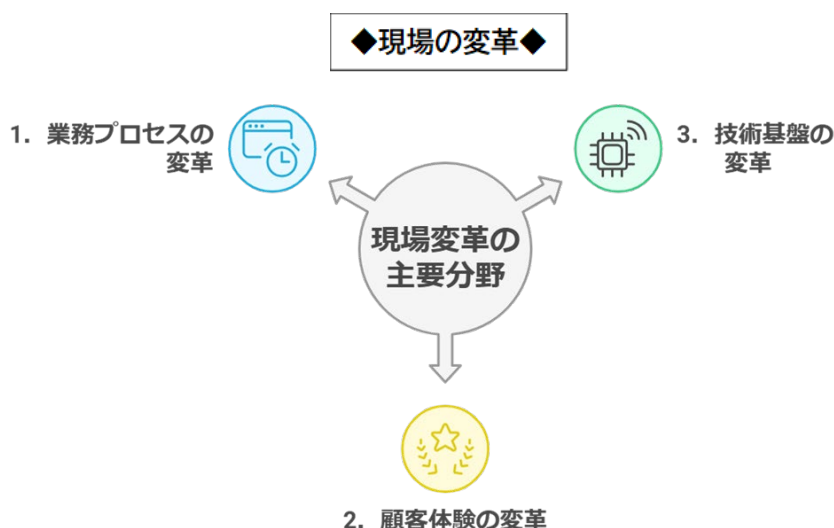 ◆現場の変革◆
1. 業務プロセスの
変革
3. 技術基盤の
変革
現場変革の
主要分野
2. 顧客体験の変革